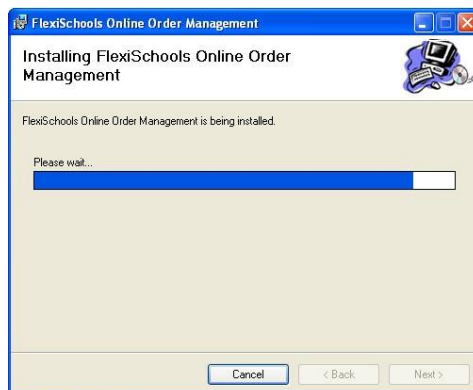 FlexiSchools Online Order Management
Installing FlexiSchools Online Order
Management
FlexiSchools Online Order Management is being installed.
Please wait...
Cancel
< Back
Next >